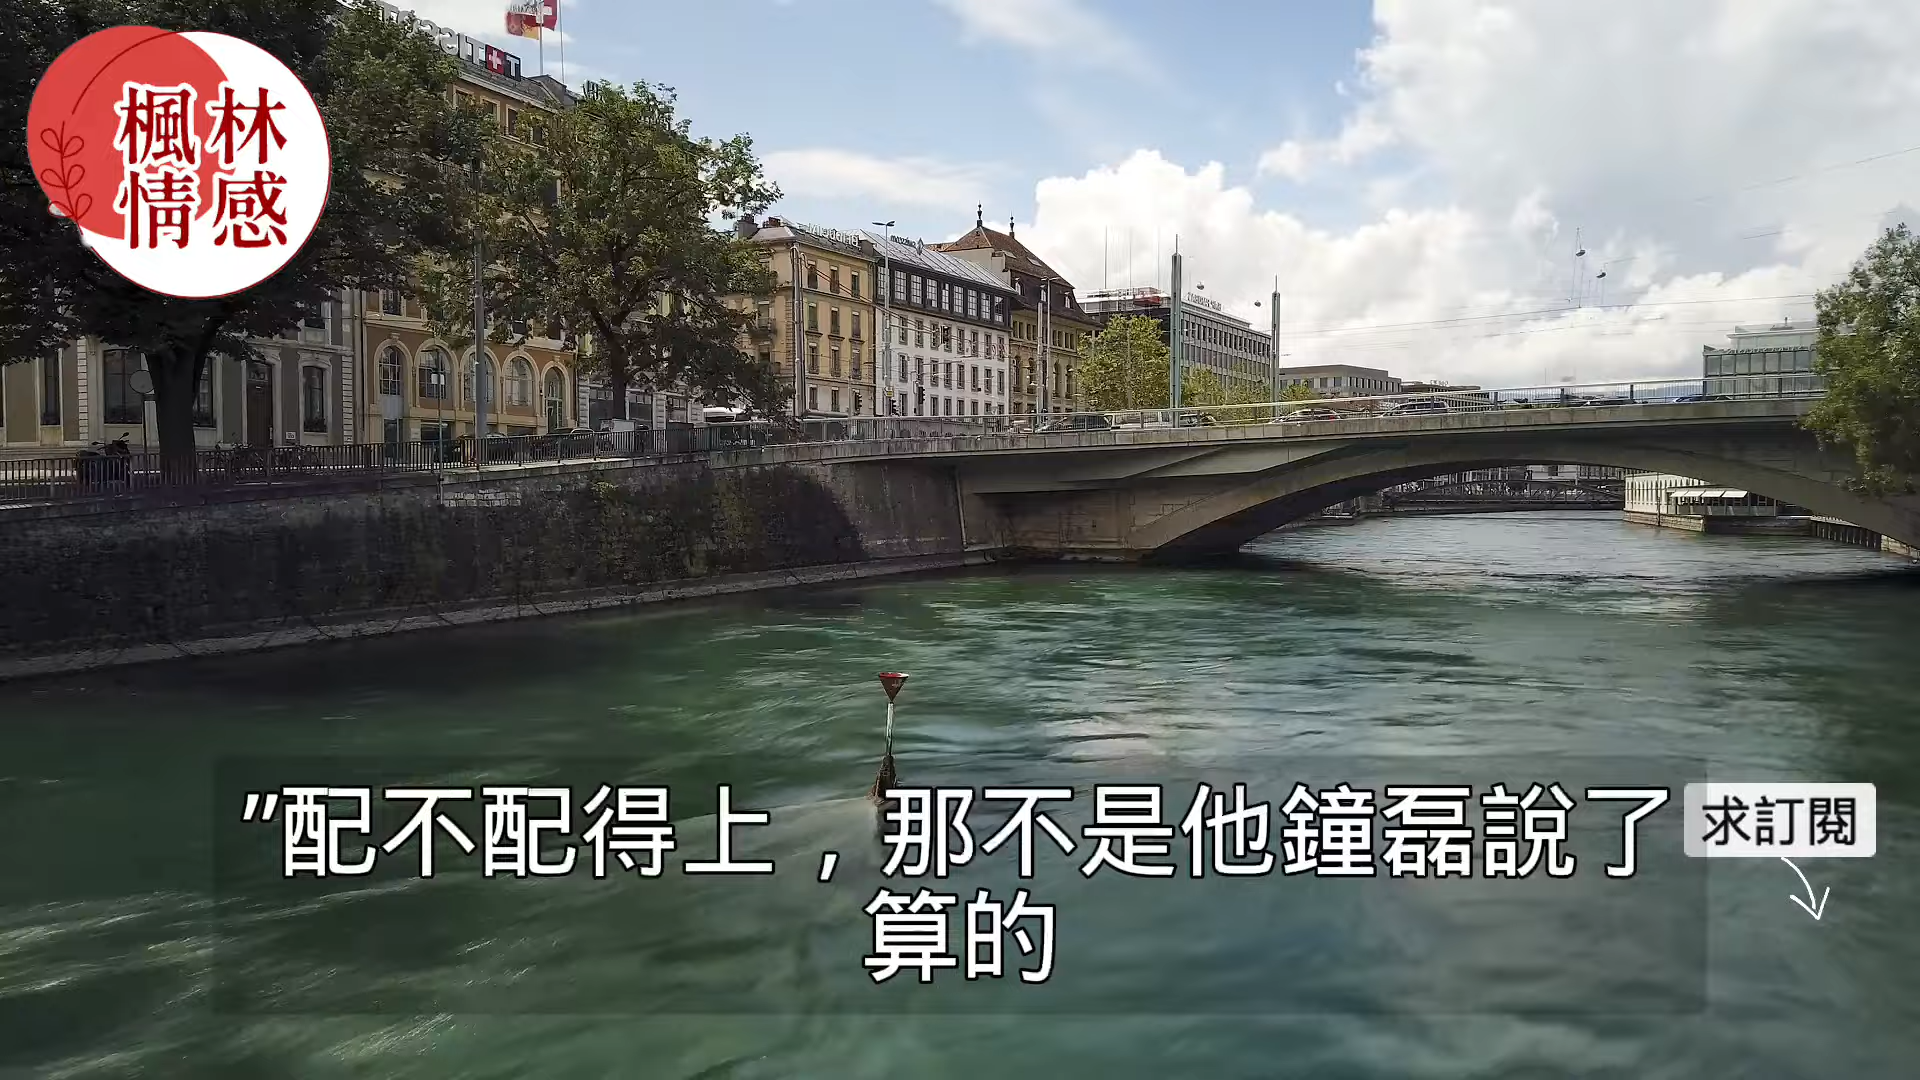 楓林
情感
TISSOT
"配不配得上，那不是他鐘磊說了
算的
求訂閱